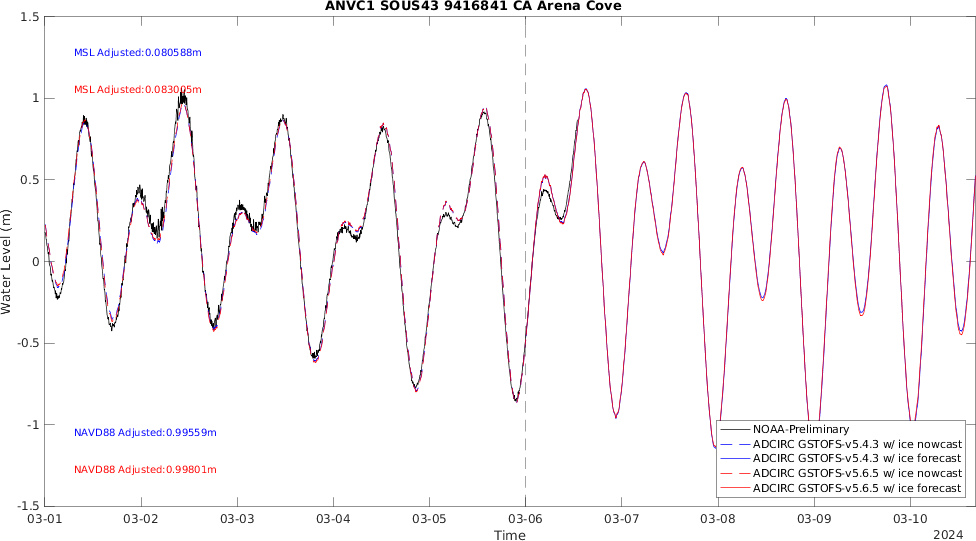 ANVC1 SOUS43 9416841 CA Arena Cove
1.5
MSL Adjusted:0.080588m
MSL Adjusted:0.083005m
1
0.5
0
-0.5
-1
-1.5
Water Level (m)
NAVD88 Adjusted:0.99559m
NAVD88 Adjusted:0.99801m
NOAA-Preliminary
ADCIRC GSTOFS-v5.4.3 w/ ice nowcast
ADCIRC GSTOFS-v5.4.3 w/ ice forecast
ADCIRC GSTOFS-v5.6.5 w/ ice nowcast
ADCIRC GSTOFS-v5.6.5 w/ ice forecast
03-01 03-02 03-03 03-04 03-05 03-06 03-07 03-08 03-09 03-10
Time
2024